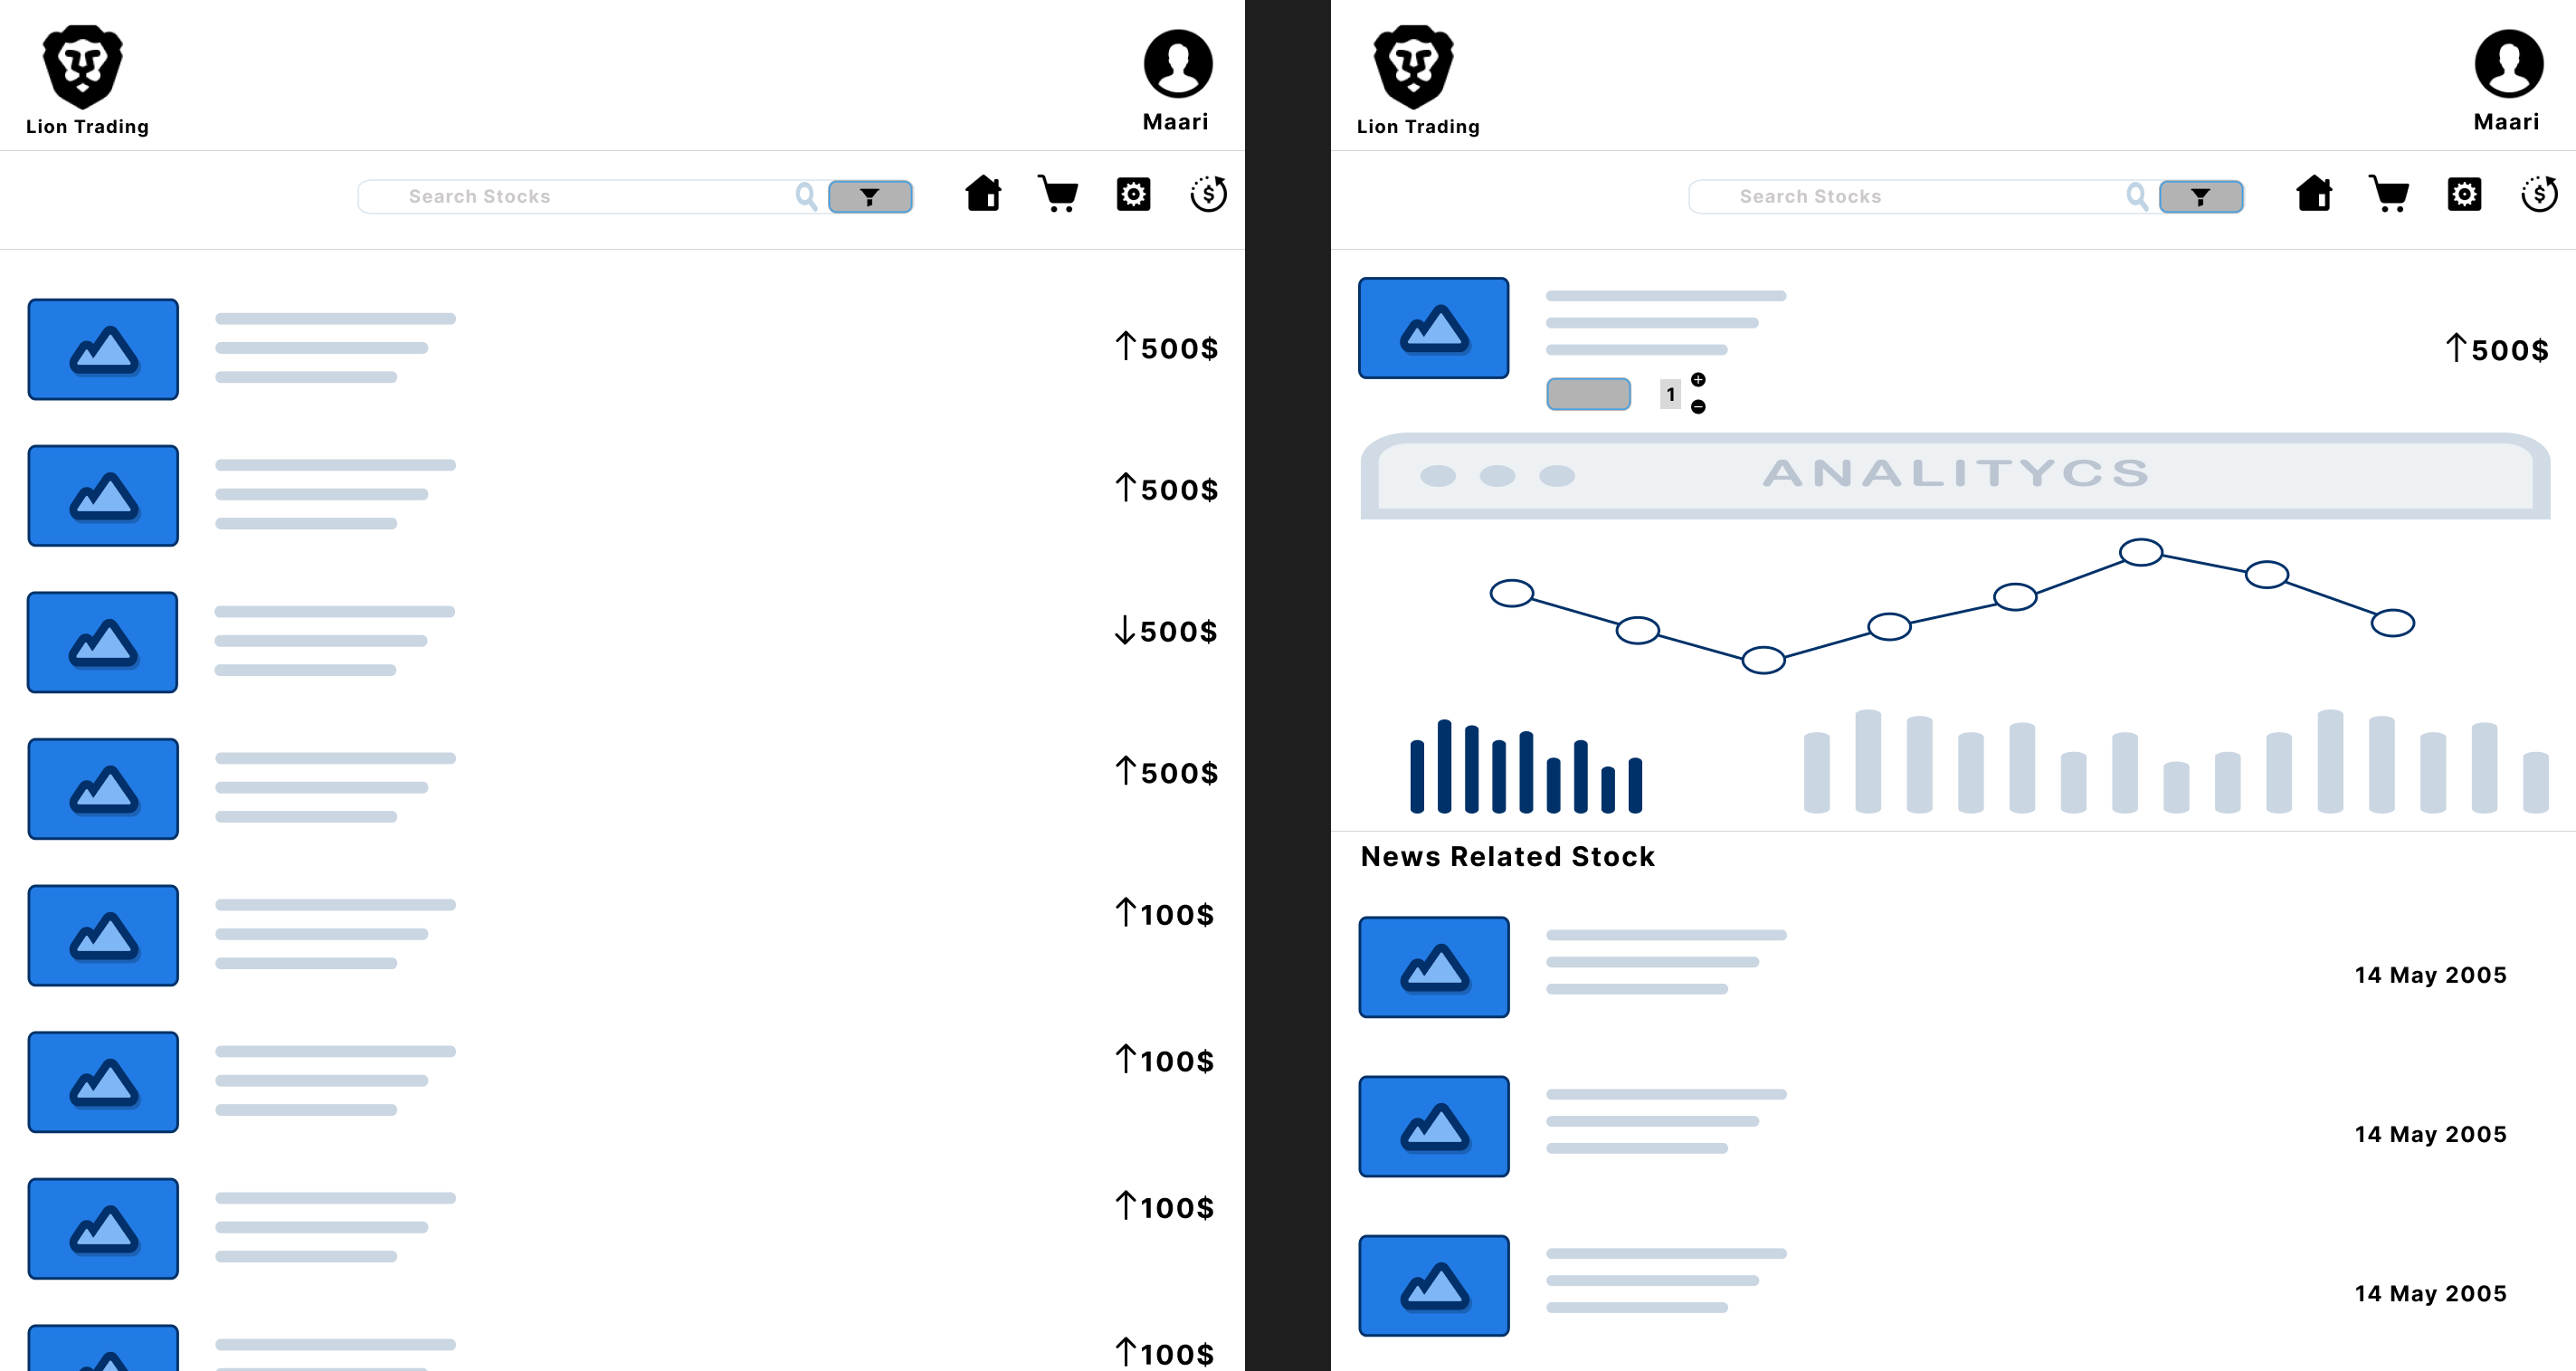 Lion Trading
Maari
Search Stocks
↑500$
↑500$
↓500$
↑500$
↑100$
↑100$
↑100$
↑100$
Lion Trading
Maari
Search Stocks
↑500$
1
ANALITYCS
News Related Stock
14 May 2005
14 May 2005
14 May 2005